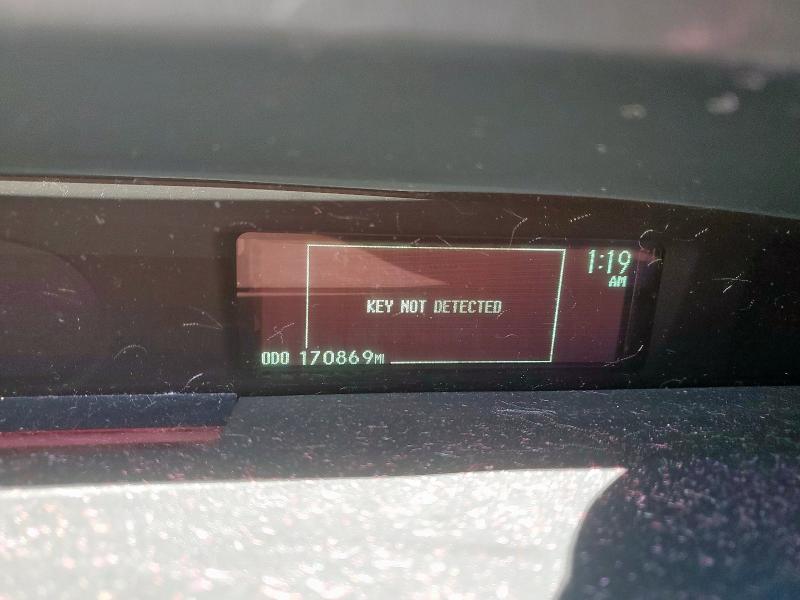 1:19
AM
KEY NOT DETECTED
ODO 170869MI